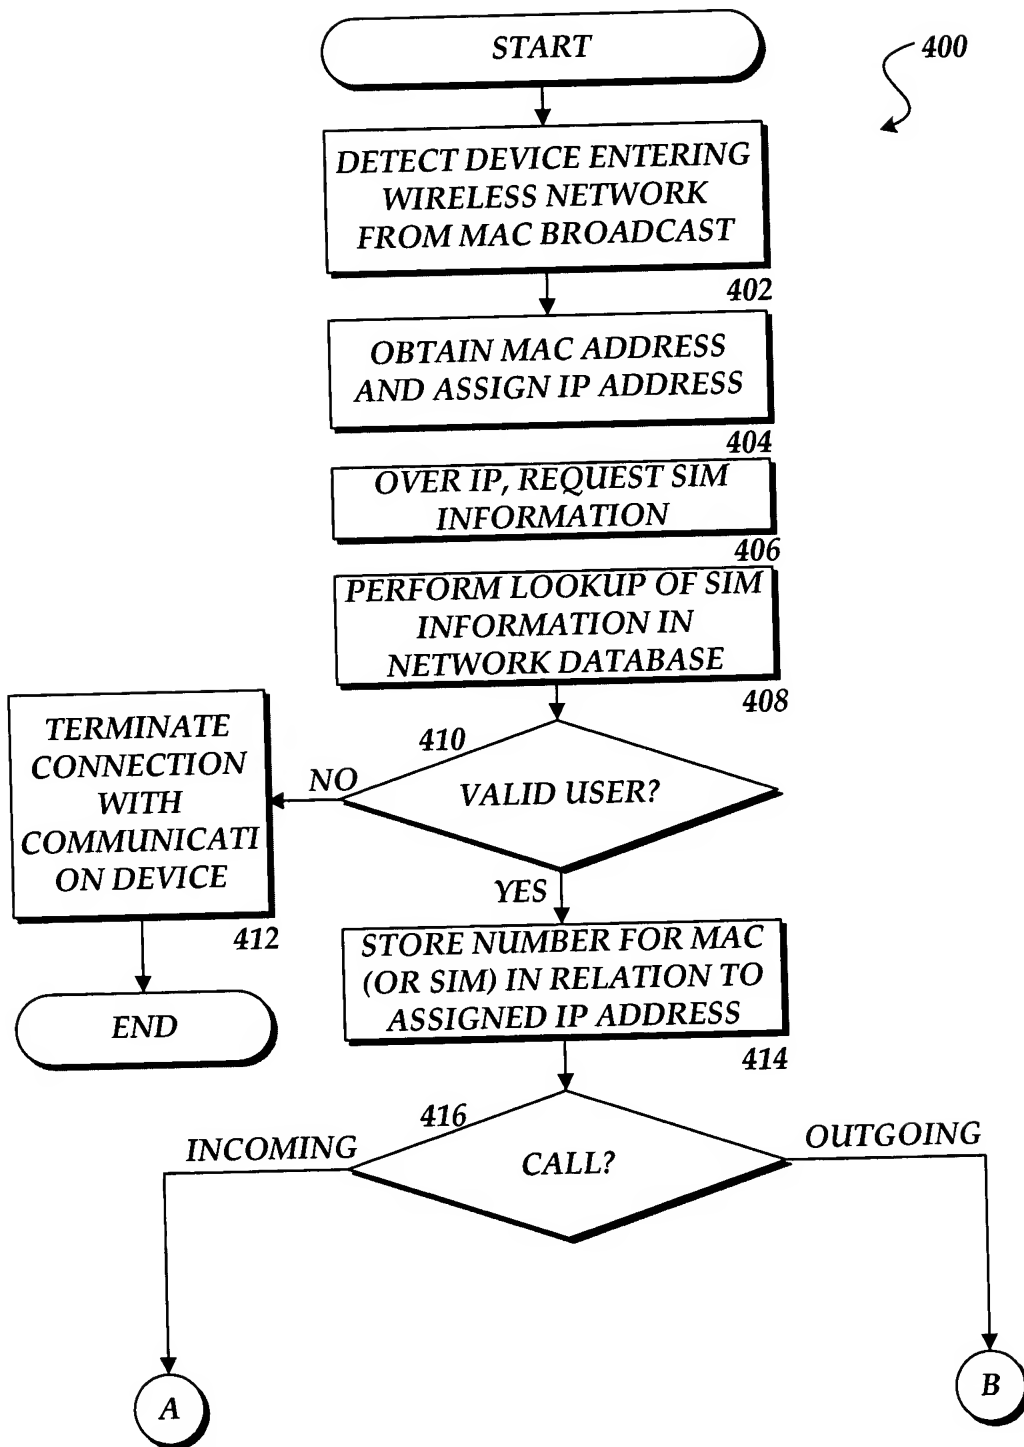 START
400
DETECT DEVICE ENTERING
WIRELESS NETWORK
FROM MAC BROADCAST
402
OBTAIN MAC ADDRESS
AND ASSIGN IP ADDRESS
404
OVER IP, REQUEST SIM
INFORMATION
406
PERFORM LOOKUP OF SIM
INFORMATION IN
NETWORK DATABASE
408
410
VALID USER?
NO
TERMINATE
CONNECTION
WITH
COMMUNICATI
ON DEVICE
412
END
YES
STORE NUMBER FOR MAC
(OR SIM) IN RELATION TO
ASSIGNED IP ADDRESS
414
416
CALL?
INCOMING
OUTGOING
A
B